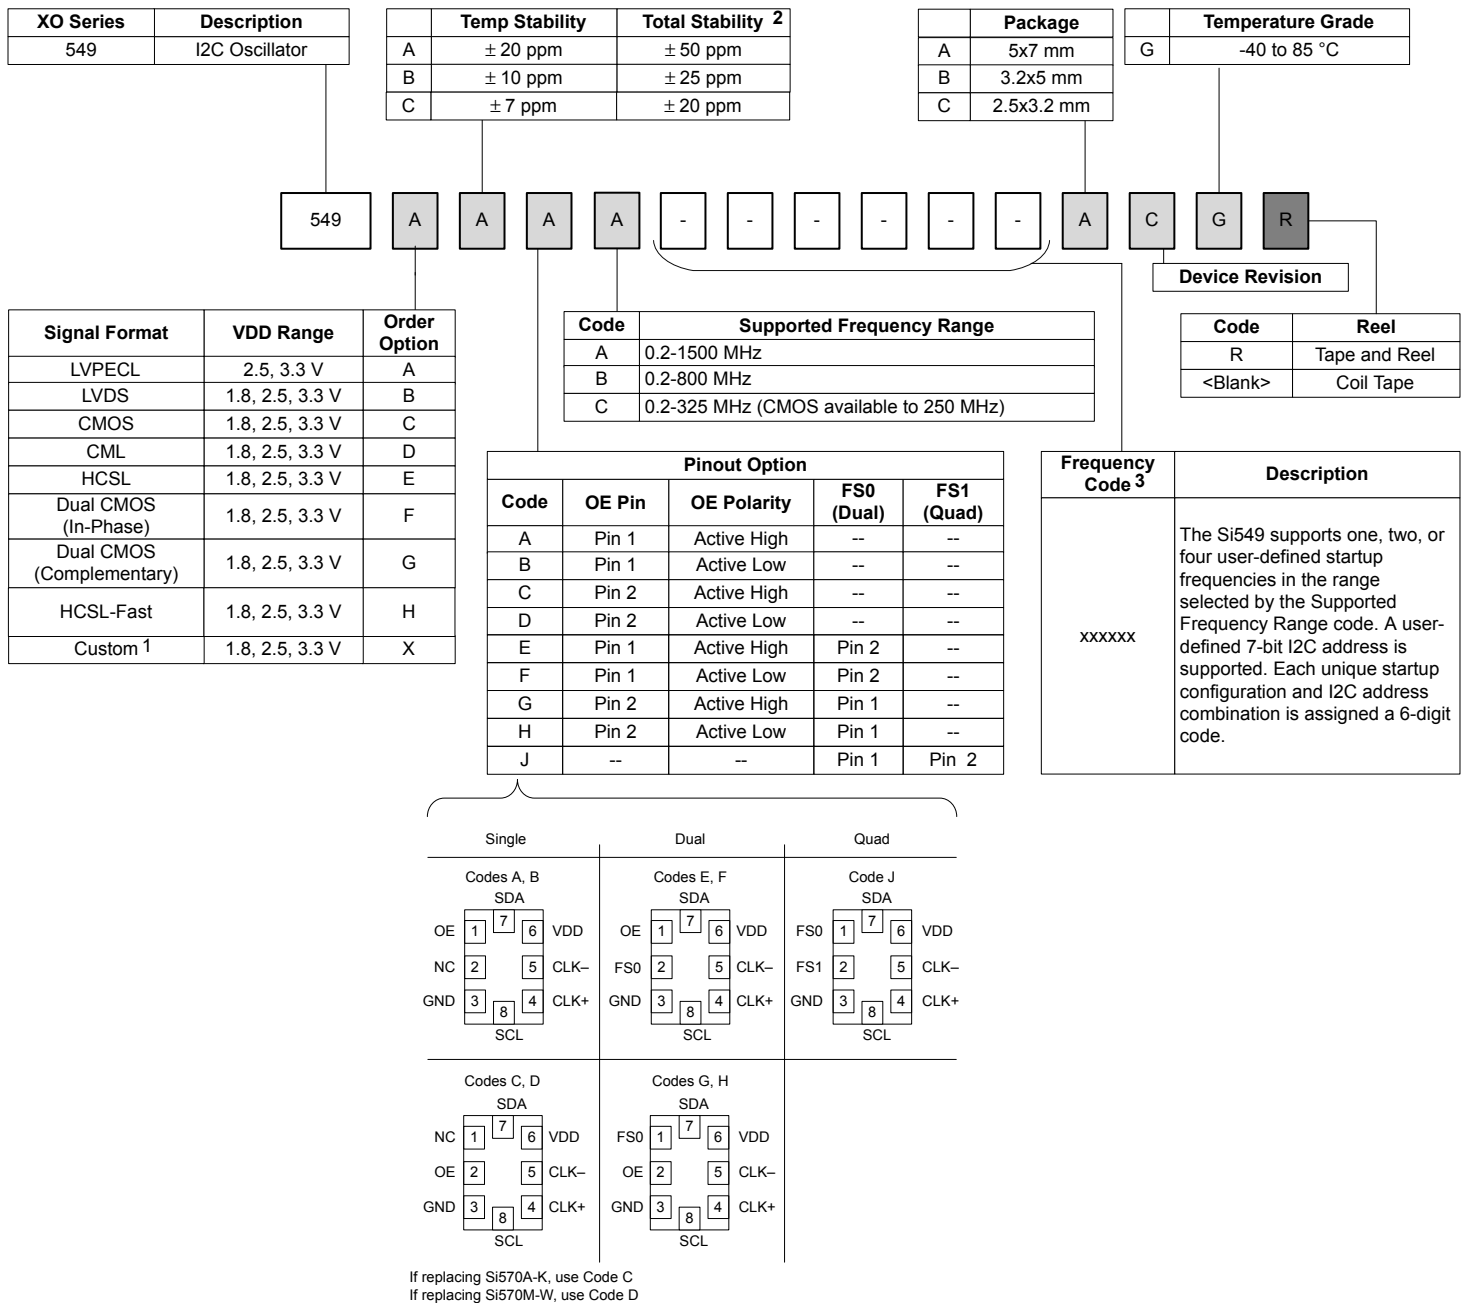 XO Series Description
549 I2C Oscillator
Temp Stability Total Stability 2
A ± 20 ppm ± 50 ppm
B ± 10 ppm ± 25 ppm
C ± 7 ppm ± 20 ppm
Package
A 5x7 mm
B 3.2x5 mm
C 2.5x3.2 mm
Temperature Grade
G -40 to 85 °C
549 A A A A - - - - - - A C G R
Device Revision
Signal Format VDD Range Order Option
LVPECL 2.5, 3.3 V A
LVDS 1.8, 2.5, 3.3 V B
CMOS 1.8, 2.5, 3.3 V C
CML 1.8, 2.5, 3.3 V D
HCSL 1.8, 2.5, 3.3 V E
Dual CMOS
(In-Phase) 1.8, 2.5, 3.3 V F
Dual CMOS
(Complementary) 1.8, 2.5, 3.3 V G
HCSL-Fast 1.8, 2.5, 3.3 V H
Custom 1 1.8, 2.5, 3.3 V X
Code Supported Frequency Range
A 0.2-1500 MHz
B 0.2-800 MHz
C 0.2-325 MHz (CMOS available to 250 MHz)
Code Reel
R Tape and Reel
<Blank> Coil Tape
Pinout Option
Code OE Pin OE Polarity FS0 (Dual) FS1 (Quad)
A Pin 1 Active High -- --
B Pin 1 Active Low -- --
C Pin 2 Active High -- --
D Pin 2 Active Low -- --
E Pin 1 Active High Pin 2 --
F Pin 1 Active Low Pin 2 --
G Pin 2 Active High Pin 1 --
H Pin 2 Active Low Pin 1 --
J -- -- Pin 1 Pin 2
Frequency Code 3 Description
xxxxxx
The Si549 supports one, two, or
four user-defined startup
frequencies in the range
selected by the Supported
Frequency Range code. A user-
defined 7-bit I2C address is
supported. Each unique startup
configuration and I2C address
combination is assigned a 6-digit
code.
Single Dual Quad
Codes A, B
SDA
7
OE 1 6 VDD
NC 2 5 CLK–
GND 3 4 CLK+
8
SCL
Codes E, F
SDA
7
OE 1 6 VDD
FS0 2 5 CLK–
GND 3 4 CLK+
8
SCL
Code J
SDA
7
FS0 1 6 VDD
FS1 2 5 CLK–
GND 3 4 CLK+
8
SCL
Codes C, D
SDA
7
NC 1 6 VDD
OE 2 5 CLK–
GND 3 4 CLK+
8
SCL
Codes G, H
SDA
7
FS0 1 6 VDD
OE 2 5 CLK–
GND 3 4 CLK+
8
SCL
If replacing Si570A-K, use Code C
If replacing Si570M-W, use Code D